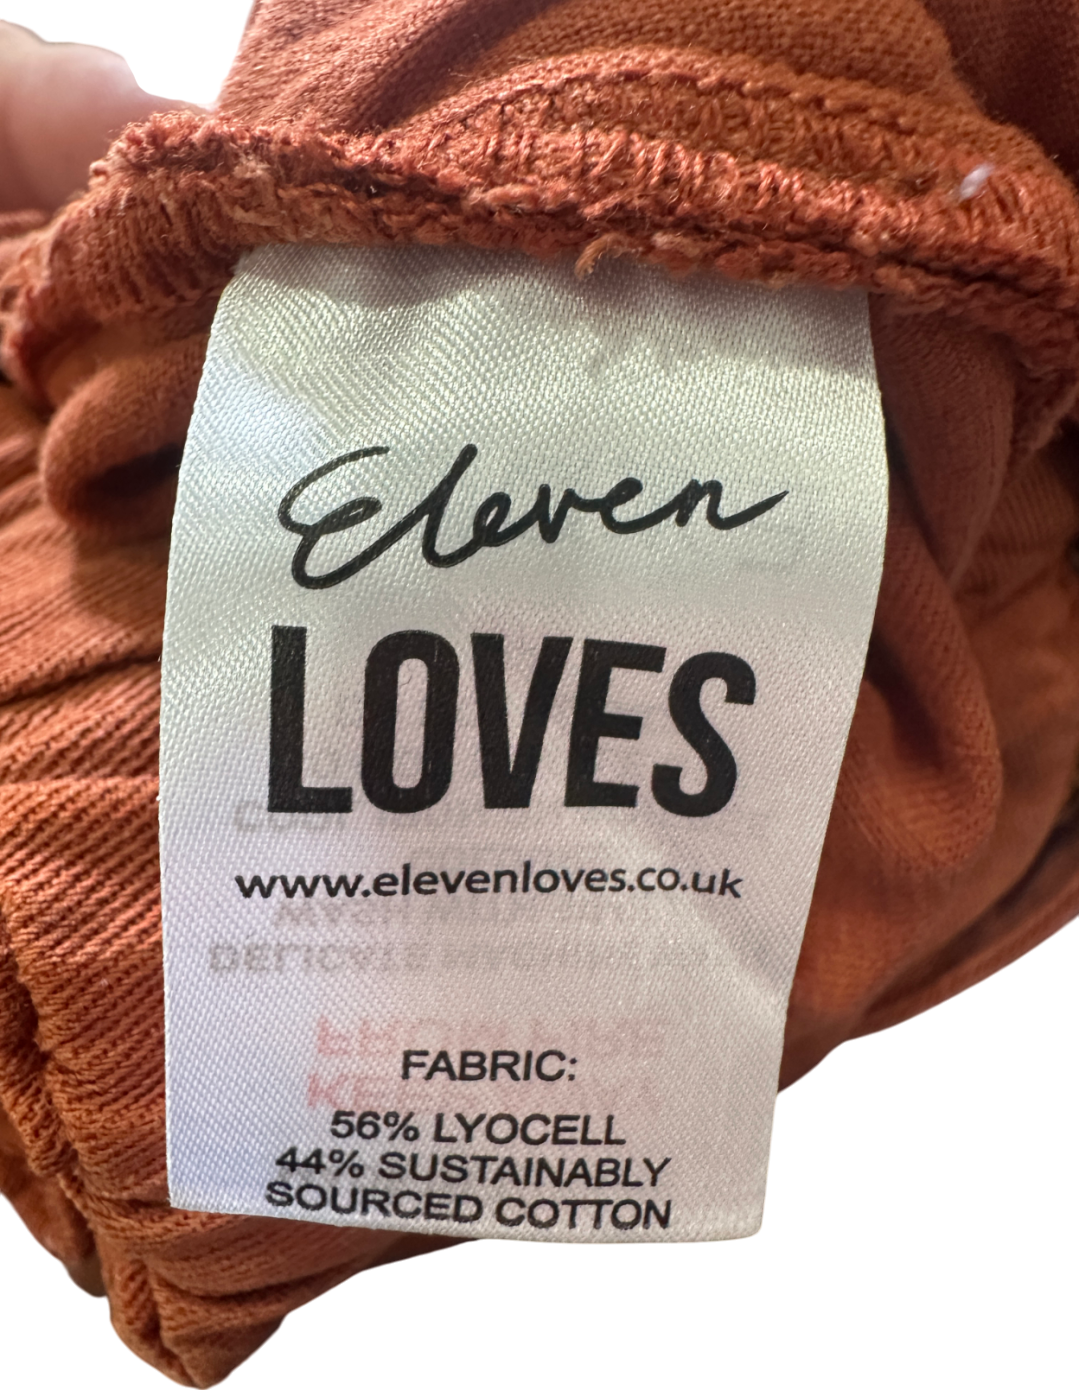 Eleven
LOVES
www.elevenloves.co.uk
FABRIC:
56% LYOCELL
44% SUSTAINABLY
SOURCED COTTON